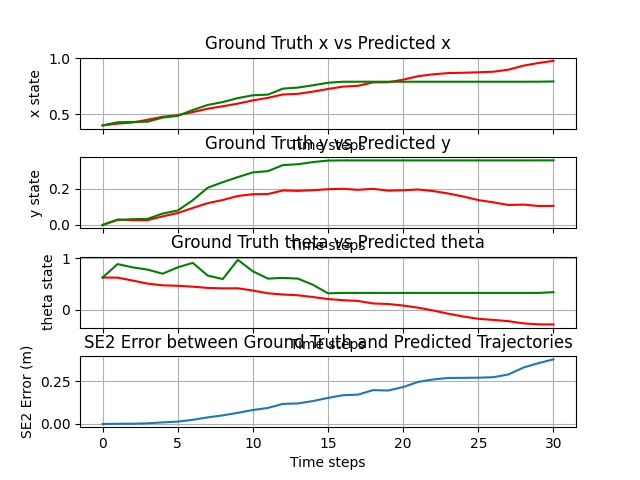 Ground Truth x vs Predicted x
1.0
0.5
x state
Time steps
Ground Truth y vs Predicted y
0.2
0.0
y state
Time steps
Ground Truth theta vs Predicted theta
1
0
theta state
Time steps
SE2 Error between Ground Truth and Predicted Trajectories
0.25
0.00
SE2 Error (m)
0 5 10 15 20 25 30
Time steps